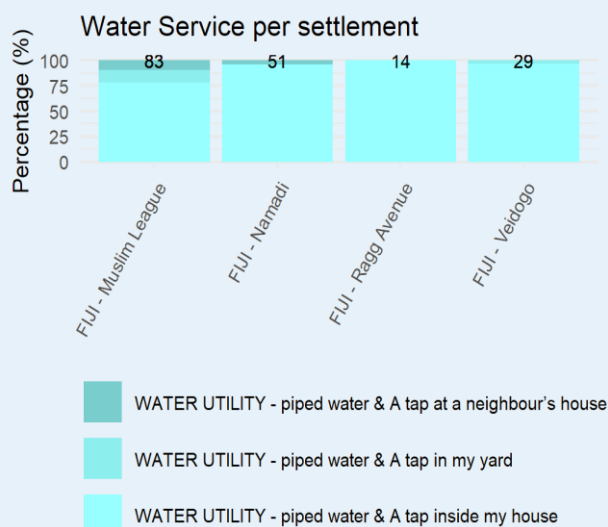 Water Service per settlement
Percentage (%)
100
75
50
25
0
83
51
14
29
FIJI - Muslim League
FIJI - Namadi
FIJI - Ragg Avenue
FIJI - Veidogo
WATER UTILITY - piped water & A tap at a neighbour's house
WATER UTILITY - piped water & A tap in my yard
WATER UTILITY - piped water & A tap inside my house